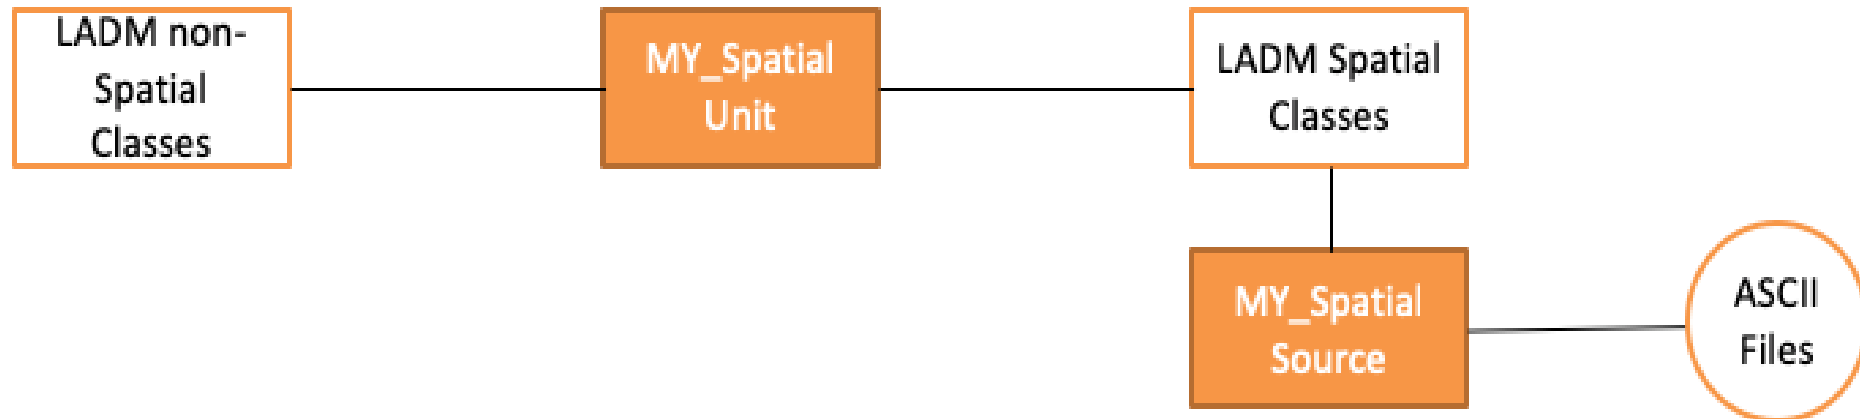 LADM non-
Spatial
Classes
MY_Spatial
Unit
LADM Spatial
Classes
MY_Spatial
Source
ASCII
Files